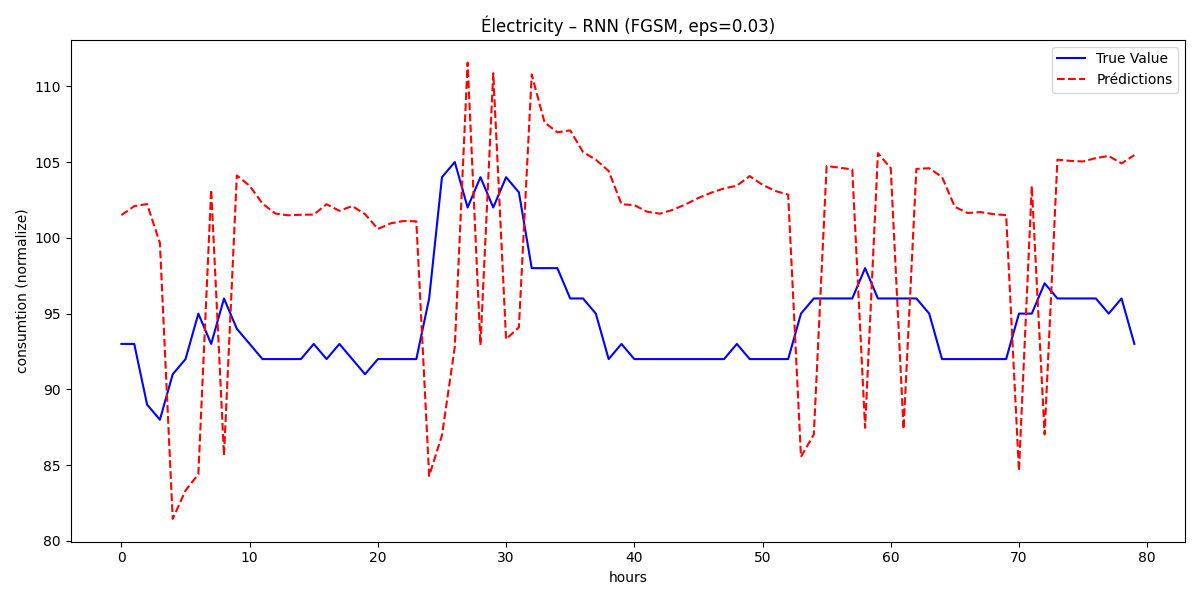 Électricity – RNN (FGSM, eps=0.03)
True Value
Prédictions
consumtion (normalize)
110
105
100
95
90
85
80
0 10 20 30 40 50 60 70 80
hours